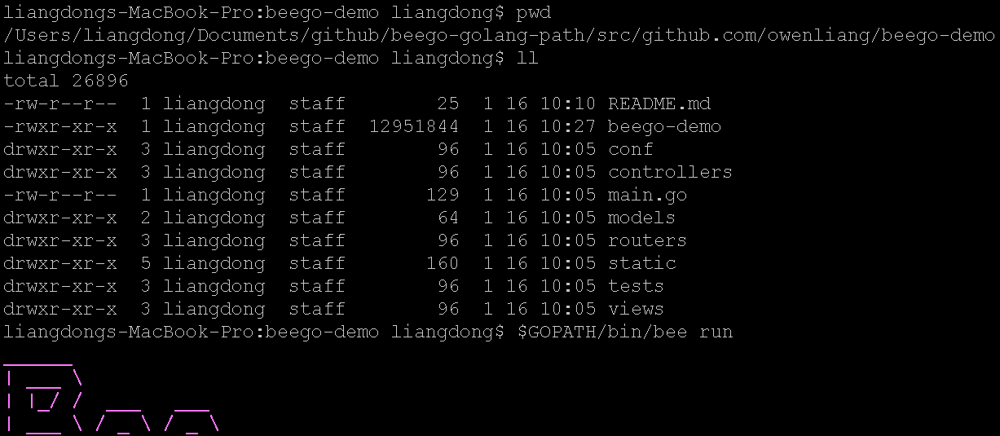 liangdongs-MacBook-Pro:beego-demo liangdong$ pwd
/Users/liangdong/Documents/github/beego-golang-path/src/github.com/owenliang/beego-demo
liangdongs-MacBook-Pro:beego-demo liangdong$ ll
total 26896
-rw-r--r--  1 liangdong  staff        25  1 16 10:10 README.md
-rwxr-xr-x  1 liangdong  staff  12951844  1 16 10:27 beego-demo
drwxr-xr-x  3 liangdong  staff        96  1 16 10:05 conf
drwxr-xr-x  3 liangdong  staff        96  1 16 10:05 controllers
-rw-r--r--  1 liangdong  staff       129  1 16 10:05 main.go
drwxr-xr-x  2 liangdong  staff        64  1 16 10:05 models
drwxr-xr-x  3 liangdong  staff        96  1 16 10:05 routers
drwxr-xr-x  5 liangdong  staff       160  1 16 10:05 static
drwxr-xr-x  3 liangdong  staff        96  1 16 10:05 tests
drwxr-xr-x  3 liangdong  staff        96  1 16 10:05 views
liangdongs-MacBook-Pro:beego-demo liangdong$ $GOPATH/bin/bee run
______
| ___ \
| |_/ /  ___   ___
| ___ \ / _ \ / _ \